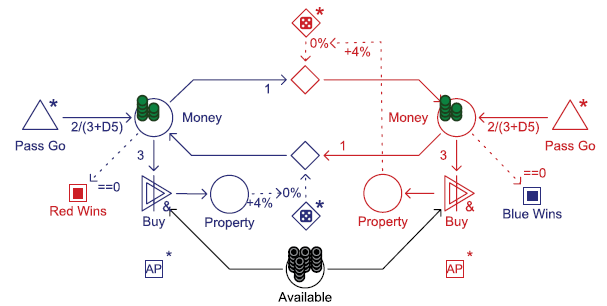 *
0%
+4%
1
*
Money
Money
*
2/(3+D5)
2/(3+D5)
Pass Go
Pass Go
3
1
3
==0
==0
Red Wins
&
Buy
Property
+4%
0%
*
Property
&
Buy
Blue Wins
AP
*
AP
*
Available